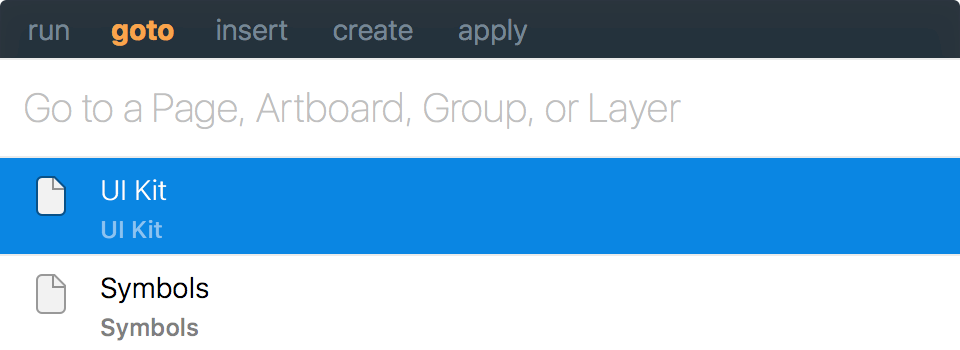 run goto insert create apply
Go to a Page, Artboard, Group, or Layer
UI Kit
UI Kit
Symbols
Symbols